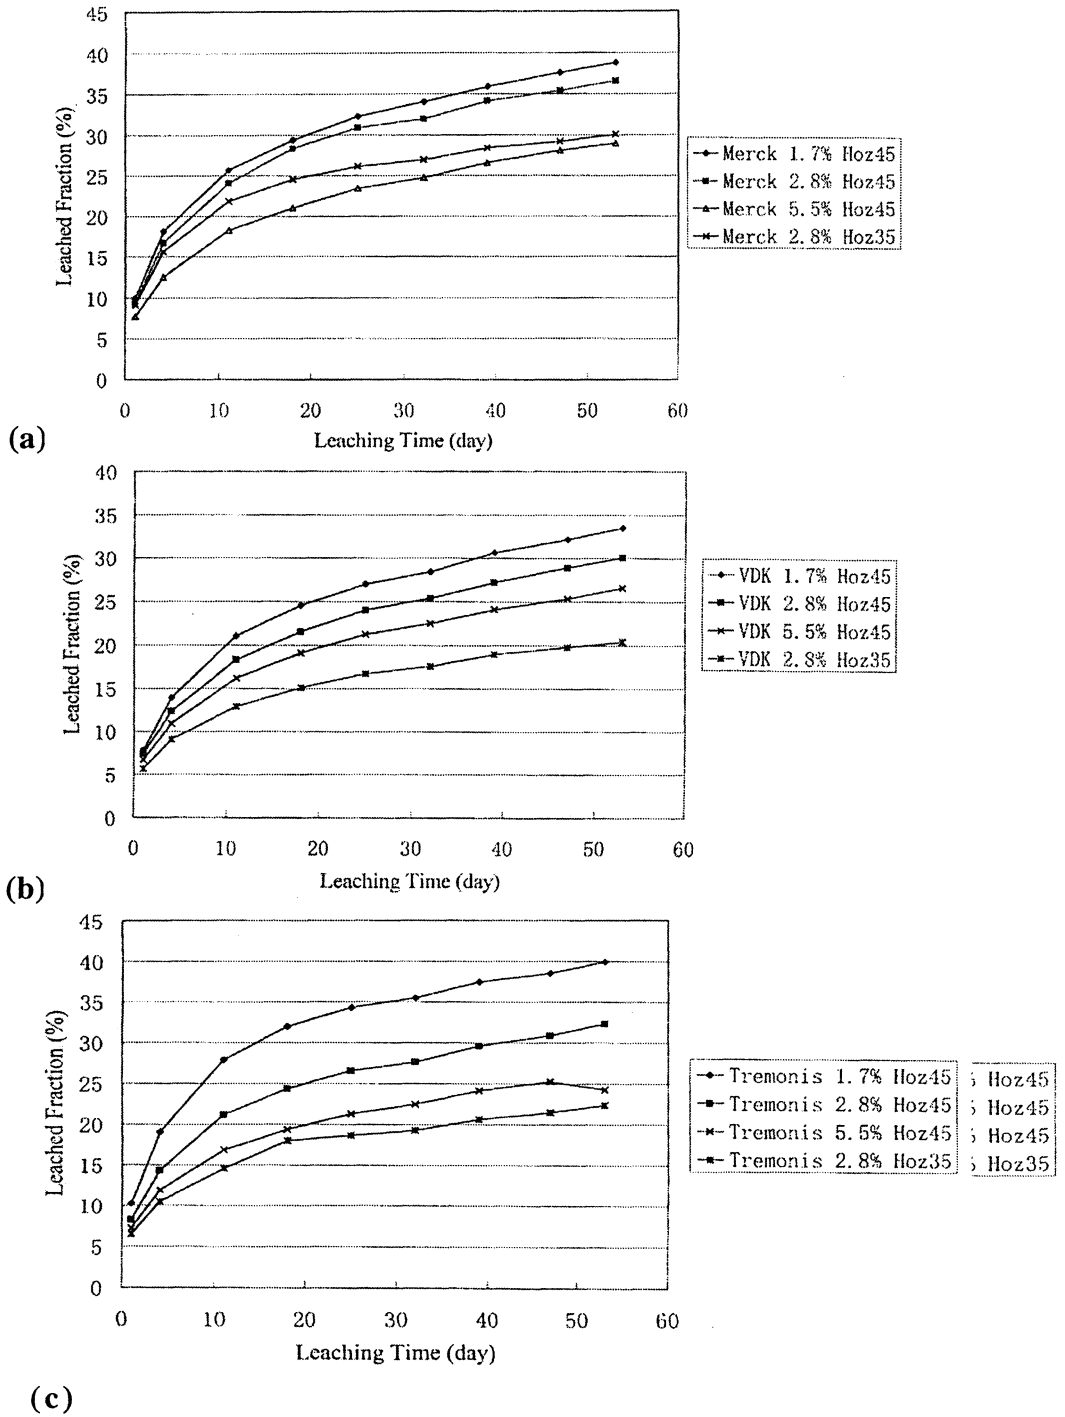 45
40
35
30
25
20
15
10
5
0
Leached Fraction (%)
0 10 20 30 40 50 60
Leaching Time (day)
Merck 1.7% Hoz45
Merck 2.8% Hoz45
Merck 5.5% Hoz45
Merck 2.8% Hoz35
(a)
40
35
30
25
20
15
10
5
0
Leached Fraction (%)
0 10 20 30 40 50 60
Leaching Time (day)
VDK 1.7% Hoz45
VDK 2.8% Hoz45
VDK 5.5% Hoz45
VDK 2.8% Hoz35
(b)
45
40
35
30
25
20
15
10
5
0
Leached Fraction (%)
0 10 20 30 40 50 60
Leaching Time (day)
Tremonis 1.7% Hoz45
Tremonis 2.8% Hoz45
Tremonis 5.5% Hoz45
Tremonis 2.8% Hoz35
Hoz45
Hoz45
Hoz45
% Hoz35
(c)